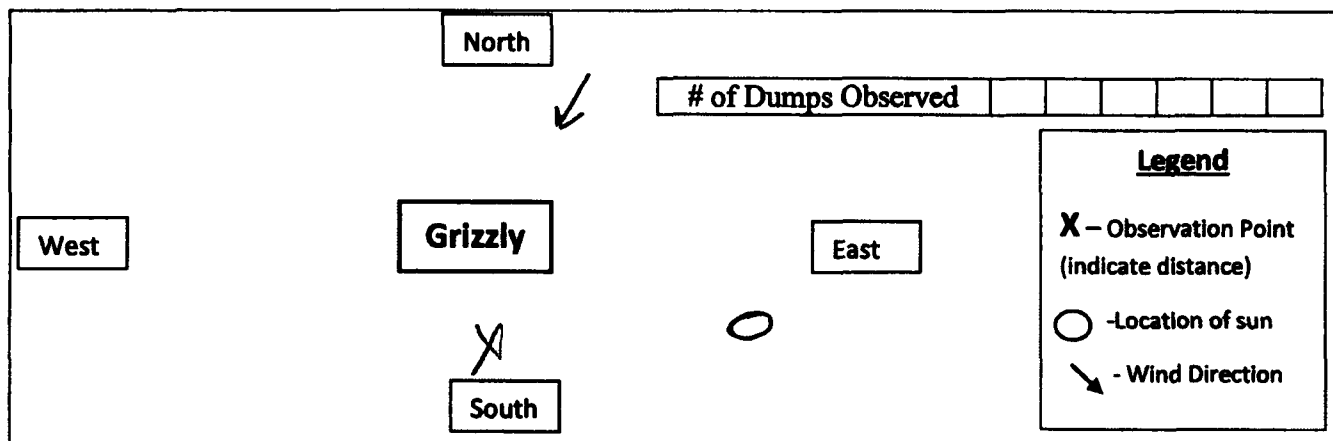 North
# of Dumps Observed
Legend
West
Grizzly
East
X – Observation Point
(indicate distance)
-Location of sun
- Wind Direction
X
South